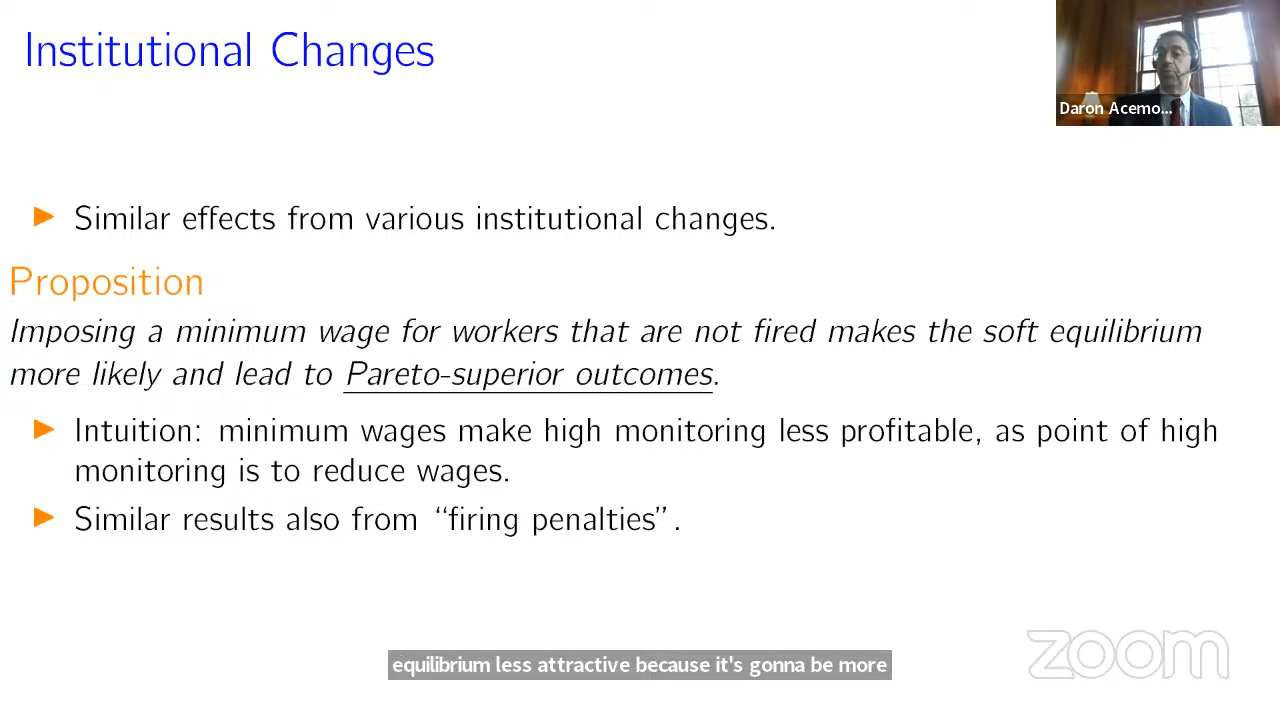 Institutional Changes
Daron Acemo...
▶ Similar effects from various institutional changes.
Proposition
Imposing a minimum wage for workers that are not fired makes the soft equilibrium
more likely and lead to Pareto-superior outcomes.
▶ Intuition: minimum wages make high monitoring less profitable, as point of high
monitoring is to reduce wages.
▶ Similar results also from “firing penalties”.
zoom
equilibrium less attractive because it's gonna be more